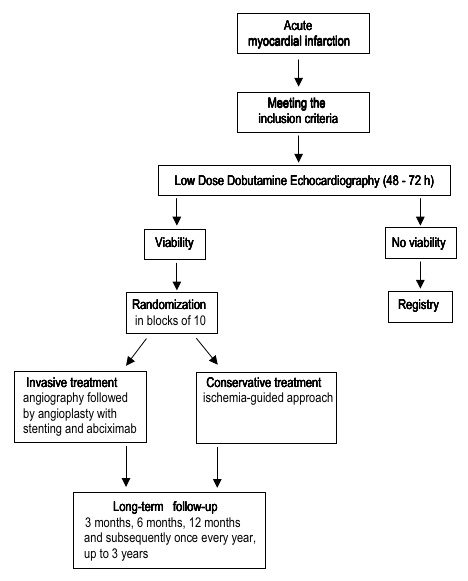 Acute
myocardial infarction
Meeting the
inclusion criteria
Low Dose Dobutamine Echocardiography (48 - 72 h)
Viability
No viability
Randomization
in blocks of 10
Registry
Invasive treatment
angiography followed
by angioplasty with
stenting and abciximab
Conservative treatment
ischemia-guided approach
Long-term follow-up
3 months, 6 months, 12 months
and subsequently once every year,
up to 3 years